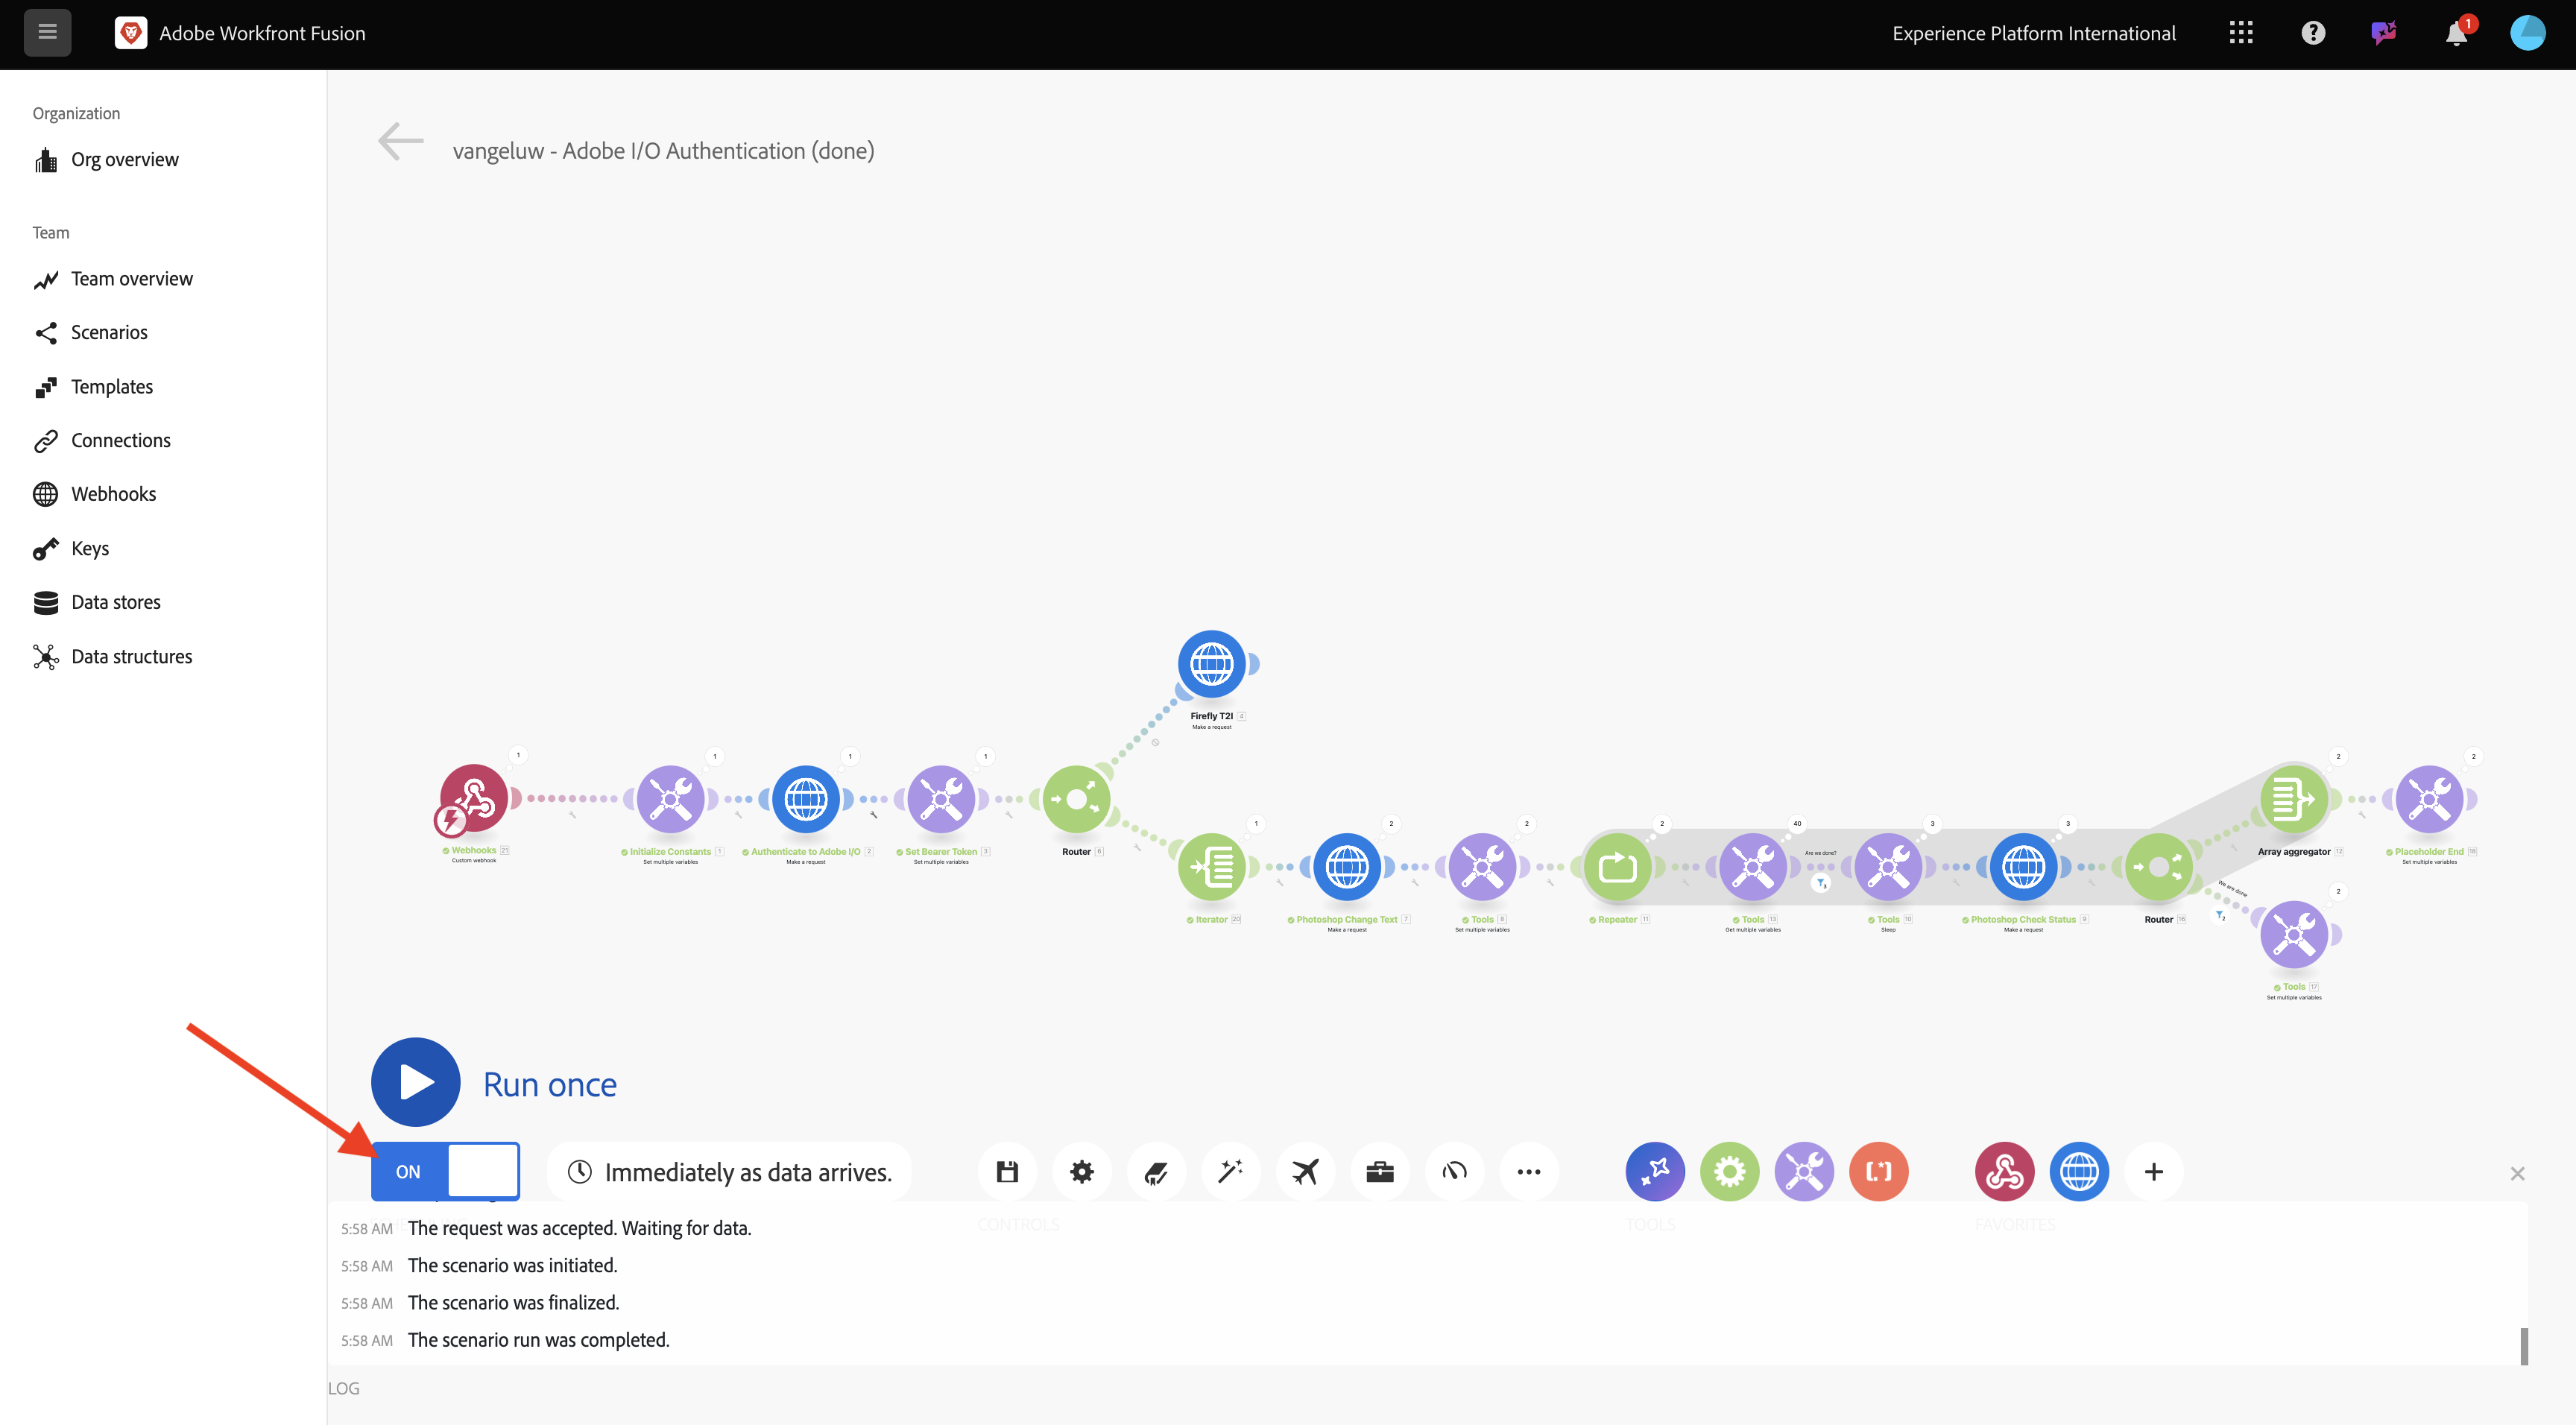 Adobe Workfront Fusion
Experience Platform International
1
Organization
Org overview
Team
Team overview
Scenarios
Templates
Connections
Webhooks
Keys
Data stores
Data structures
vangeluw - Adobe I/O Authentication (done)
Firefly T2I 4
Make a request
1
1
1
1
2
2
Webhooks 21
Custom webhook
Initialize Constants 1
Set multiple variables
Authenticate to Adobe I/O 2
Make a request
Set Bearer Token 3
Set multiple variables
Router 6
Array aggregator 12
Placeholder End 18
Set multiple variables
1
2
2
2
40
3
3
Are we done?
3
We are done
2
2
Iterator 20
Photoshop Change Text 7
Make a request
Tools 8
Set multiple variables
Repeater 11
Tools 13
Get multiple variables
Tools 10
Sleep
Photoshop Check Status 9
Make a request
Router 16
Tools 17
Set multiple variables
Run once
ON
Immediately as data arrives.
CONTROLS
TOOLS
FAVORITES
5:58 AM The request was accepted. Waiting for data.
5:58 AM The scenario was initiated.
5:58 AM The scenario was finalized.
5:58 AM The scenario run was completed.
LOG